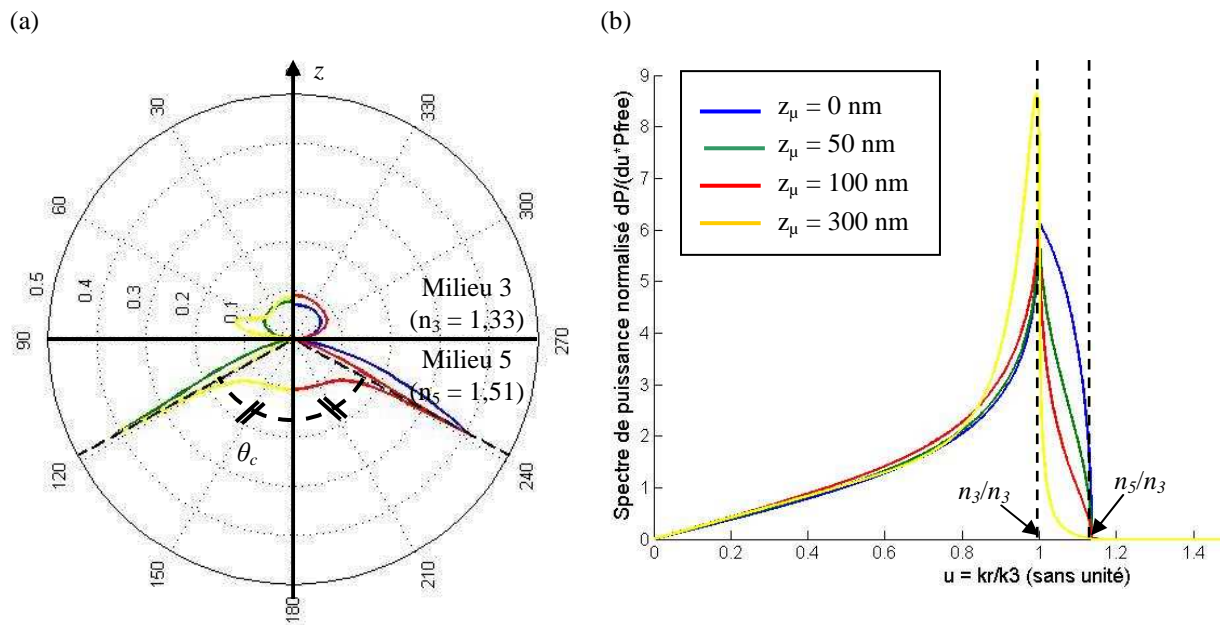 (a)
(b)
z
30
330
60
300
90
270
120
240
150
210
180
0.5
0.4
0.3
0.2
0.1
Milieu 3
(n₃ = 1,33)
Milieu 5
(n₅ = 1,51)
θc
Spectre de puissance normalisé dP/(du*Pfree)
9
8
7
6
5
4
3
2
1
0
zμ = 0 nm
zμ = 50 nm
zμ = 100 nm
zμ = 300 nm
n₃/n₃
n₅/n₃
0
0.2
0.4
0.6
0.8
1
1.2
1.4
u = kr/k3 (sans unité)